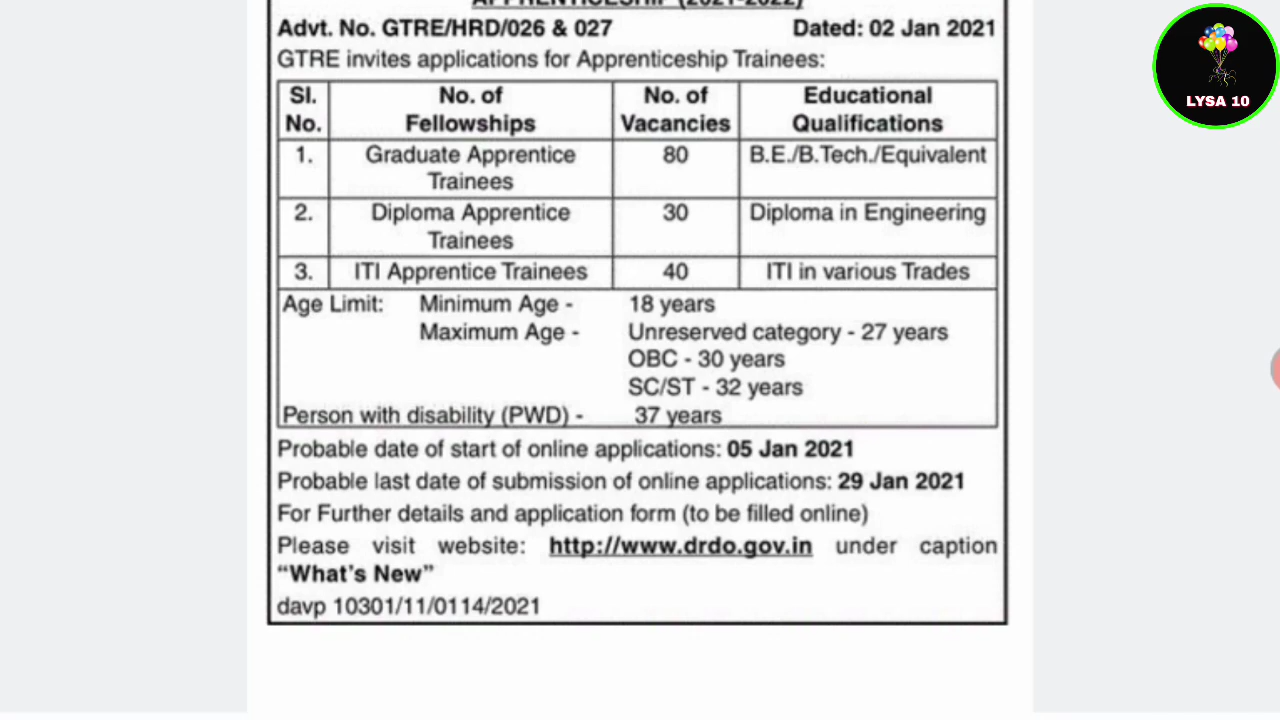 APPRENTICESHIP (2021-2022)
Advt. No. GTRE/HRD/026 & 027 Dated: 02 Jan 2021
GTRE invites applications for Apprenticeship Trainees:
Sl. No. No. of Fellowships No. of Vacancies Educational Qualifications
1. Graduate Apprentice Trainees 80 B.E./B.Tech./Equivalent
2. Diploma Apprentice Trainees 30 Diploma in Engineering
3. ITI Apprentice Trainees 40 ITI in various Trades
Age Limit: Minimum Age - 18 years
Maximum Age - Unreserved category - 27 years
OBC - 30 years
SC/ST - 32 years
Person with disability (PWD) - 37 years
Probable date of start of online applications: 05 Jan 2021
Probable last date of submission of online applications: 29 Jan 2021
For Further details and application form (to be filled online)
Please visit website: http://www.drdo.gov.in under caption
“What’s New”
davp 10301/11/0114/2021
LYSA 10